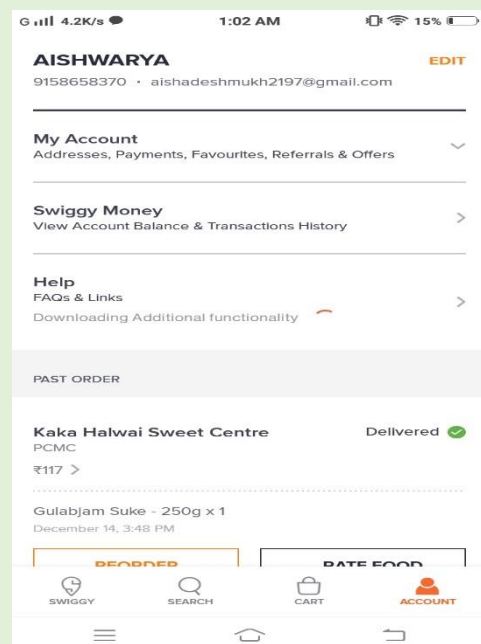 G 4.2K/s 1:02 AM 15%
AISHWARYA EDIT
9158658370 · aishadeshmukh2197@gmail.com
My Account
Addresses, Payments, Favourites, Referrals & Offers
Swiggy Money
View Account Balance & Transactions History
Help
FAQs & Links
Downloading Additional functionality
PAST ORDER
Kaka Halwai Sweet Centre Delivered
PCMC
₹117 >
Gulabjam Suke - 250g x 1
December 14, 3:48 PM
REORDER RATE FOOD
SWIGGY SEARCH CART ACCOUNT